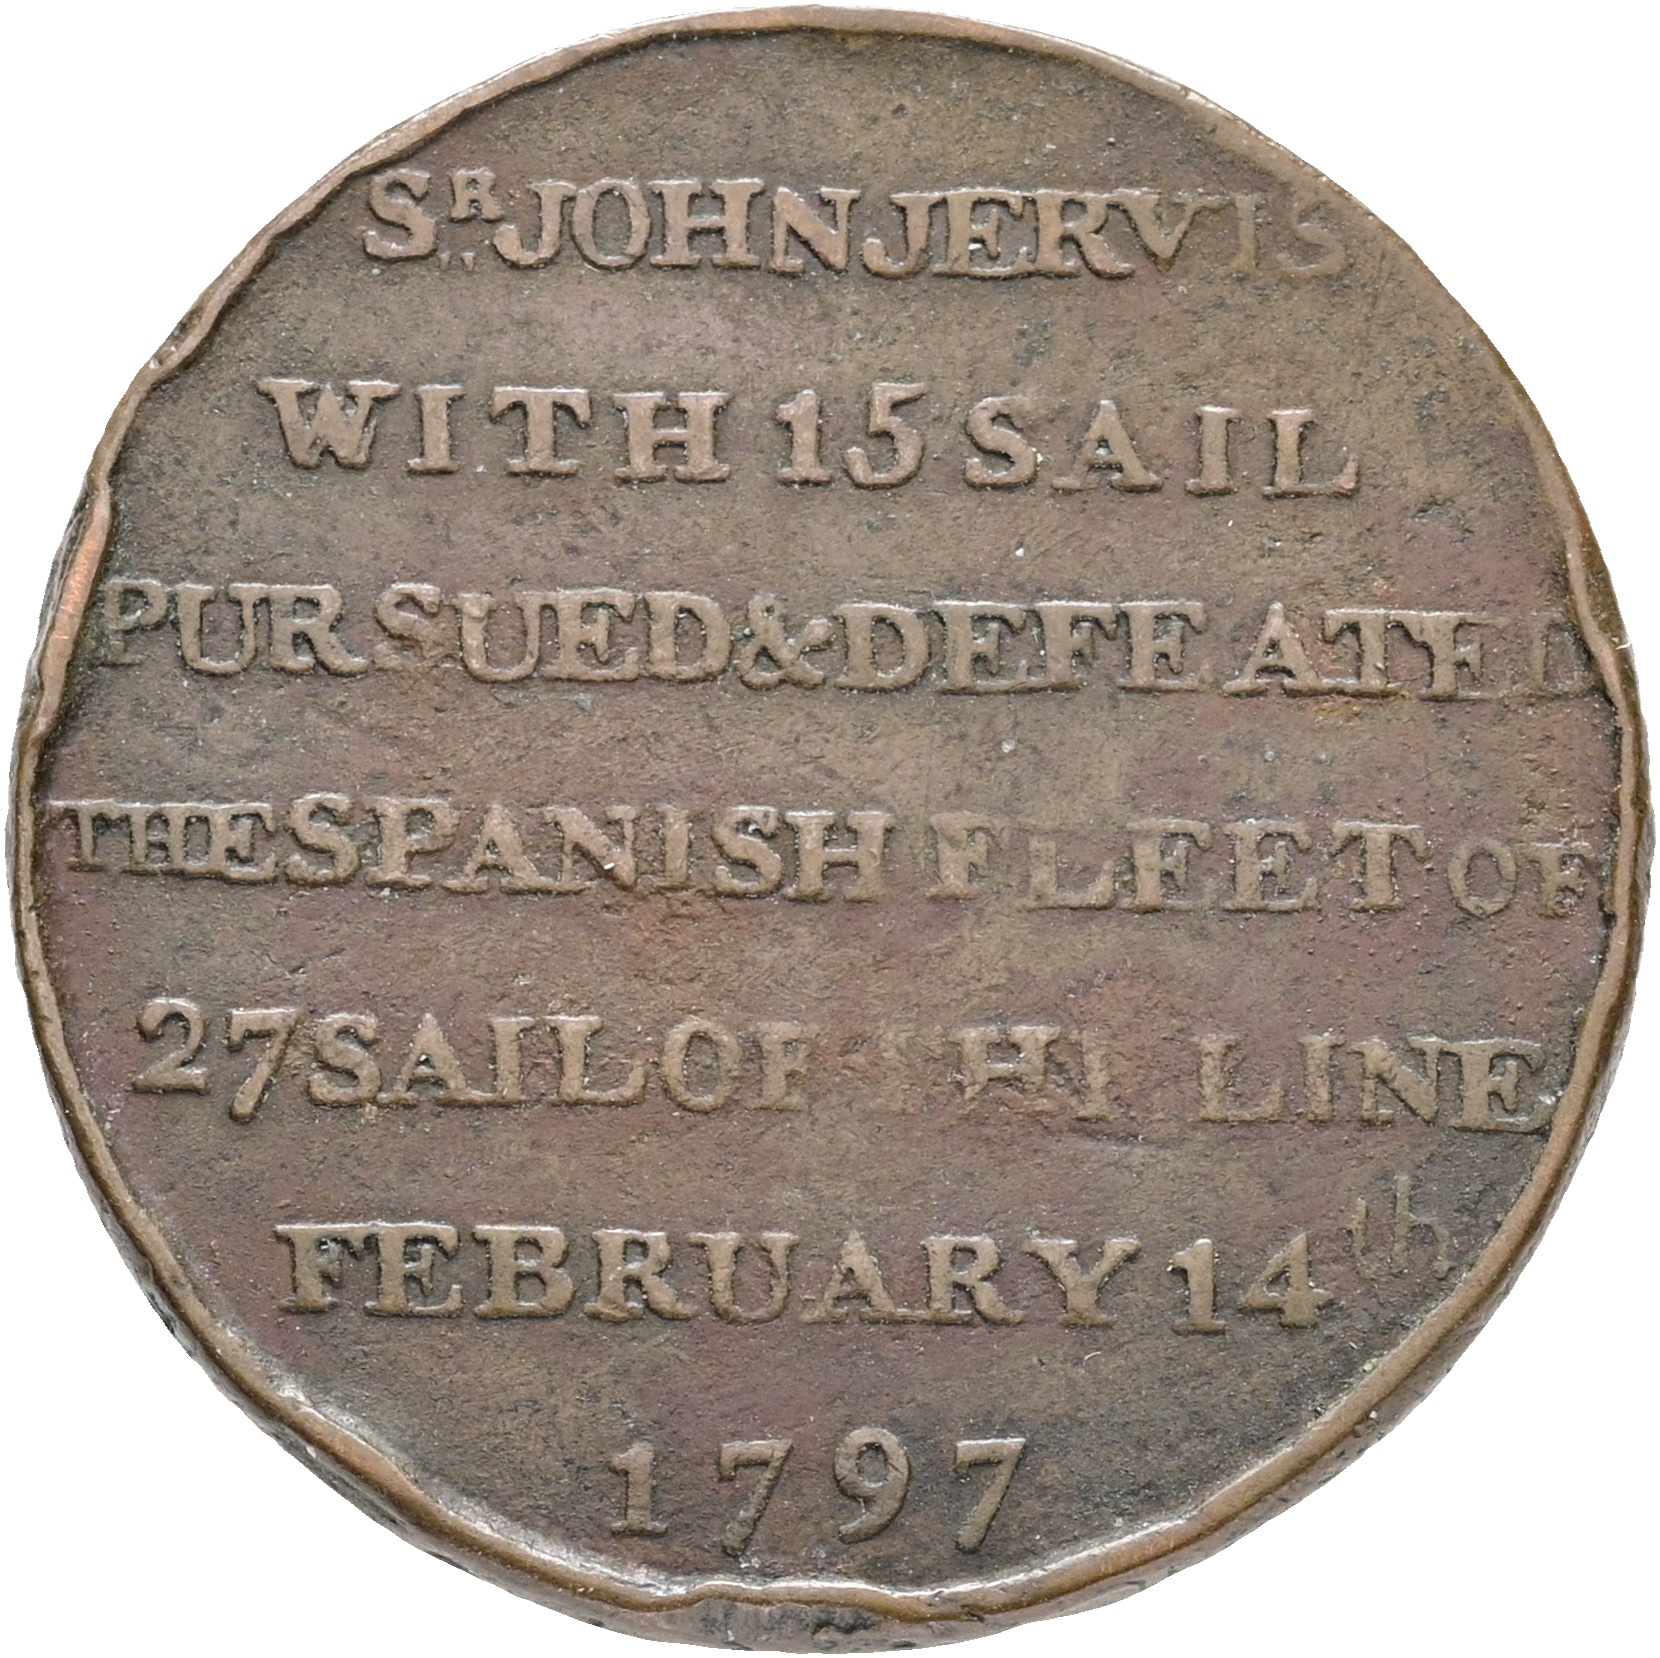 SR JOHN JERVIS
WITH 15 SAIL
PURSUED & DEFEATED
THE SPANISH FLEET OF
27 SAIL OF THE LINE
FEBRUARY 14th
1797